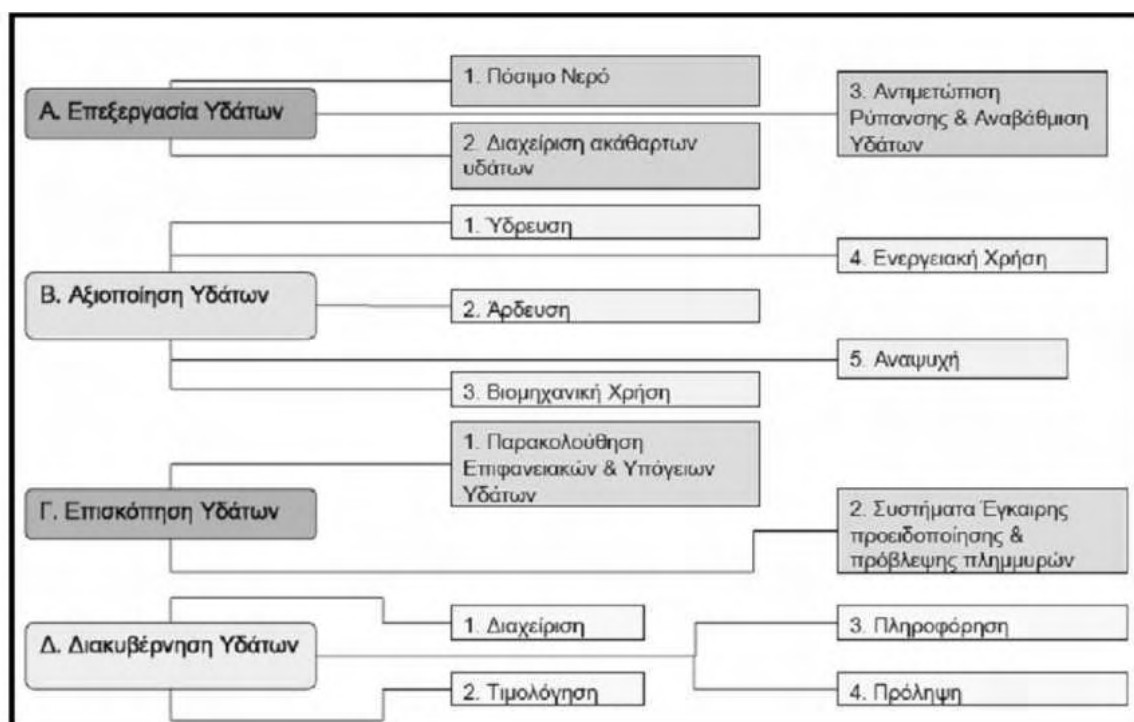 Α. Επεξεργασία Υδάτων
1. Πόσιμο Νερό
2. Διαχείριση ακάθαρτων
υδάτων
3. Αντιμετώπιση
Ρύπανσης & Αναβάθμιση
Υδάτων
Β. Αξιοποίηση Υδάτων
1. Ύδρευση
2. Άρδευση
3. Βιομηχανική Χρήση
4. Ενεργειακή Χρήση
5. Αναψυχή
Γ. Επισκόπηση Υδάτων
1. Παρακολούθηση
Επιφανειακών & Υπόγειων
Υδάτων
2. Συστήματα Έγκαιρης
προειδοποίησης &
πρόβλεψης πλημμυρών
Δ. Διακυβέρνηση Υδάτων
1. Διαχείριση
2. Τιμολόγηση
3. Πληροφόρηση
4. Πρόληψη